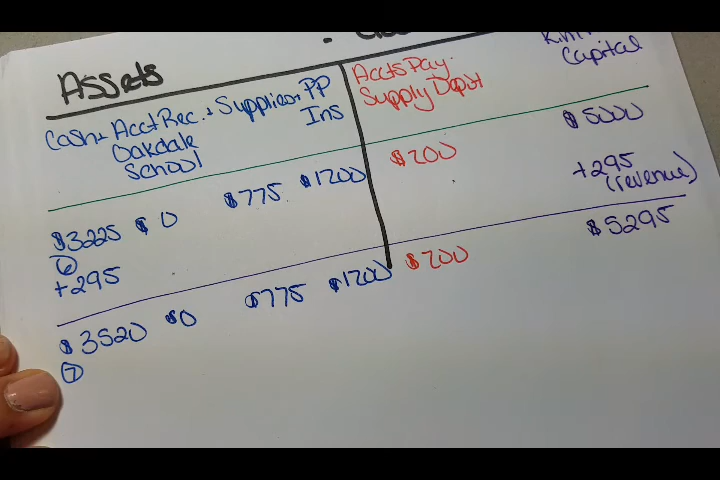 Assets
Cash + Acct Rec. + Supplies + PP
Oakdale
School
Ins
Accts Pay.
Supply Depot
Capital
$3225 $0 $775 $1200 $200 $5000
6
+295 +295
(revenue)
$3520 $0 $775 $1200 $200 $5295
7